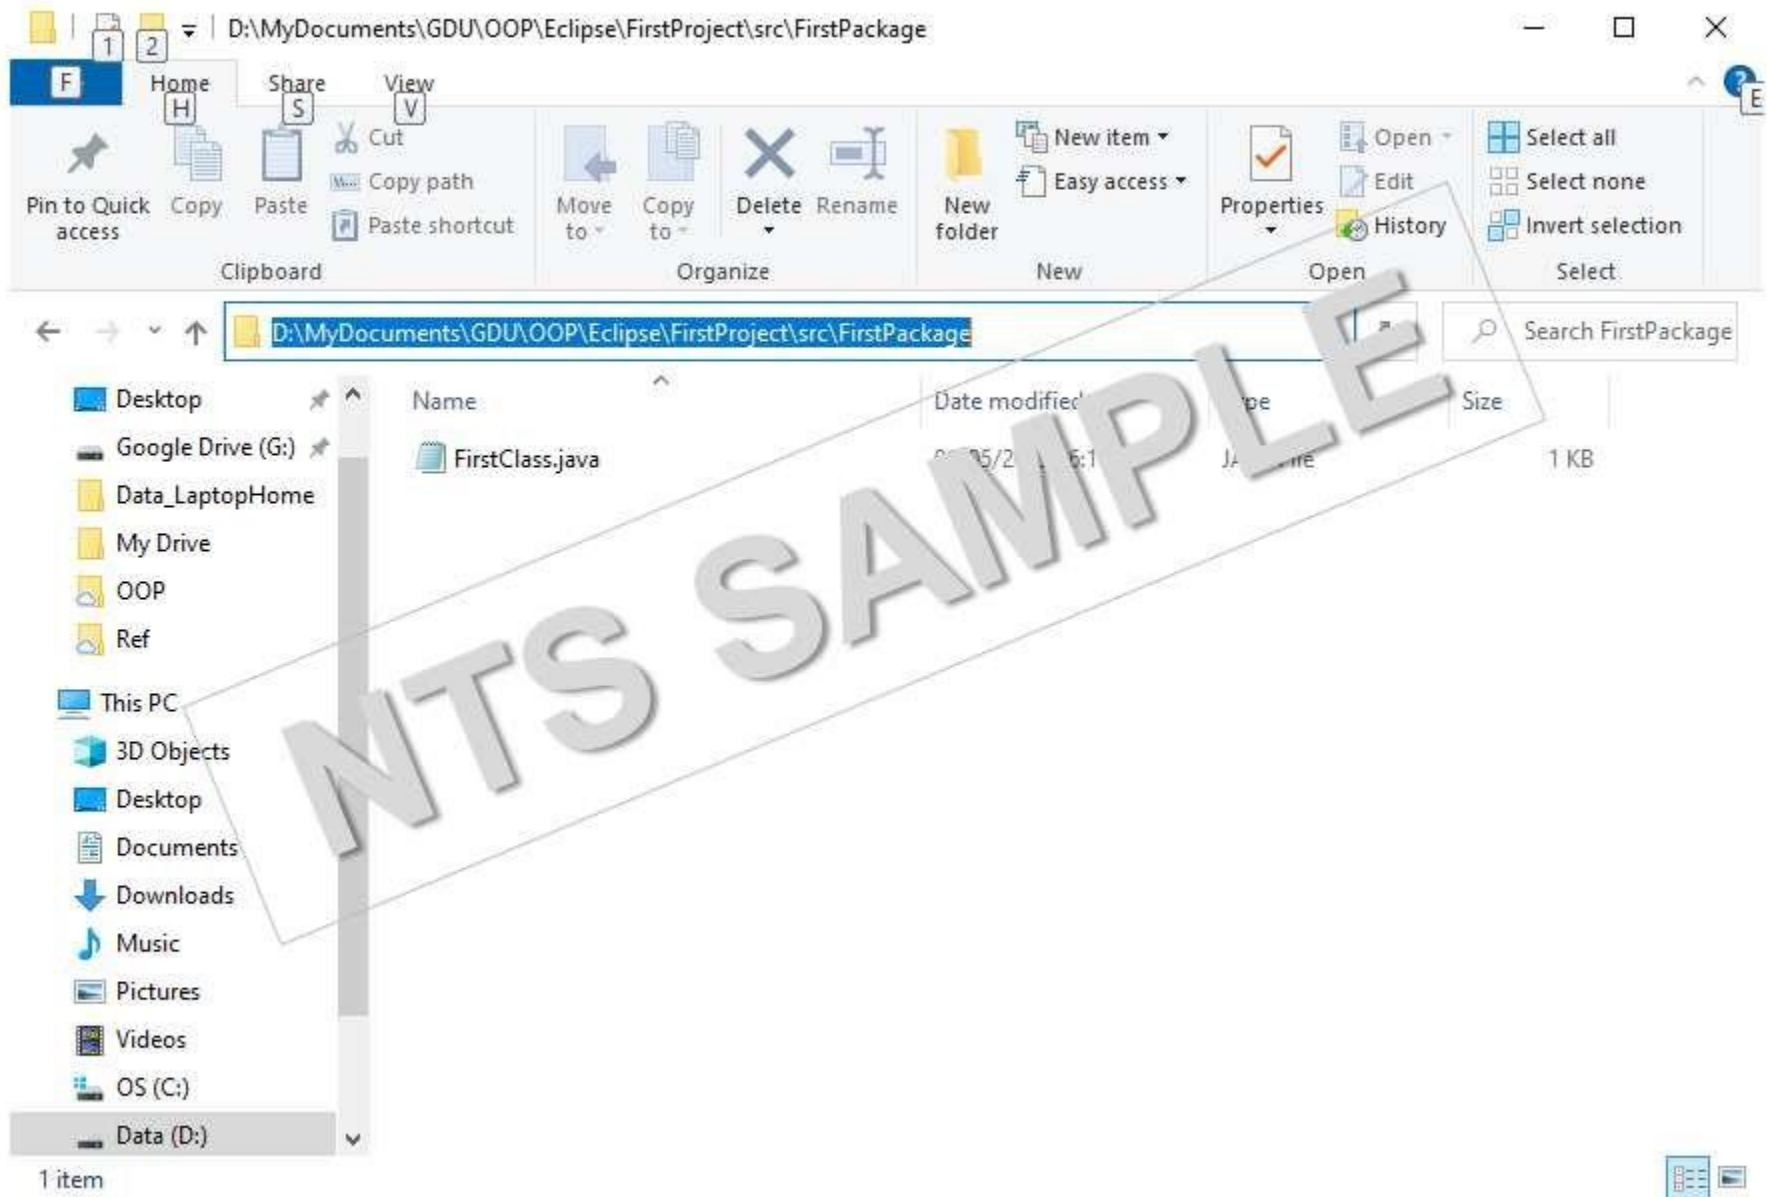 D:\MyDocuments\GDU\OOP\Eclipse\FirstProject\src\FirstPackage
1 2
F Home Share View
H S V E
Pin to Quick access
Copy
Paste
Cut
Copy path
Paste shortcut
Clipboard
Move to
Copy to
Delete
Rename
Organize
New folder
New item
Easy access
New
Properties
Open
Edit
History
Open
Select all
Select none
Invert selection
Select
D:\MyDocuments\GDU\OOP\Eclipse\FirstProject\src\FirstPackage
Search FirstPackage
Desktop
Google Drive (G:)
Data_LaptopHome
My Drive
OOP
Ref
This PC
3D Objects
Desktop
Documents
Downloads
Music
Pictures
Videos
OS (C:)
Data (D:)
Name Date modified Size
FirstClass.java 1 KB
NTS SAMPLE
1 item